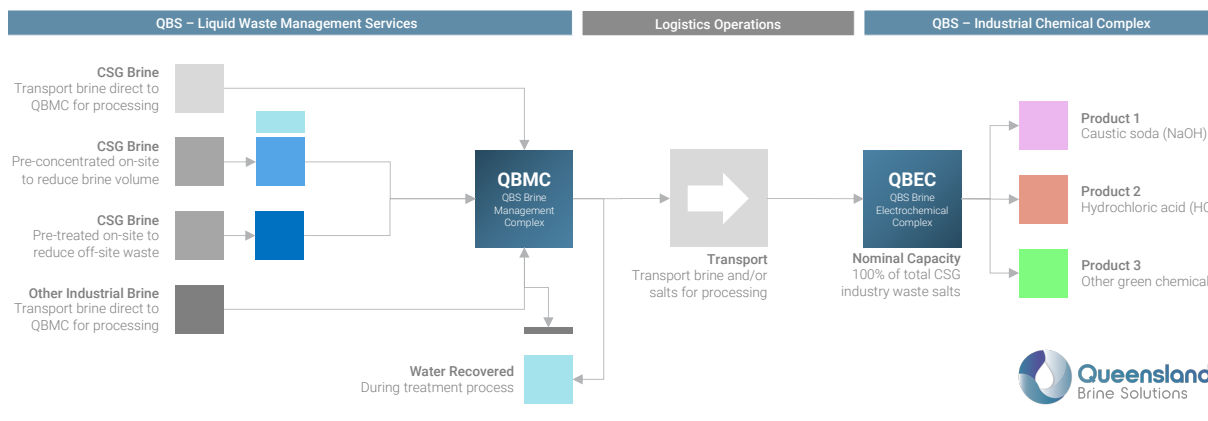 QBS – Liquid Waste Management Services
Logistics Operations
QBS – Industrial Chemical Complex
CSG Brine
Transport brine direct to
QBMC for processing
CSG Brine
Pre-concentrated on-site
to reduce brine volume
CSG Brine
Pre-treated on-site to
reduce off-site waste
Other Industrial Brine
Transport brine direct to
QBMC for processing
QBMC
QBS Brine
Management
Complex
Water Recovered
During treatment process
Transport
Transport brine and/or
salts for processing
QBEC
QBS Brine
Electrochemical
Complex
Nominal Capacity
100% of total CSG
industry waste salts
Product 1
Caustic soda (NaOH)
Product 2
Hydrochloric acid (HC
Product 3
Other green chemical
Queensland
Brine Solutions